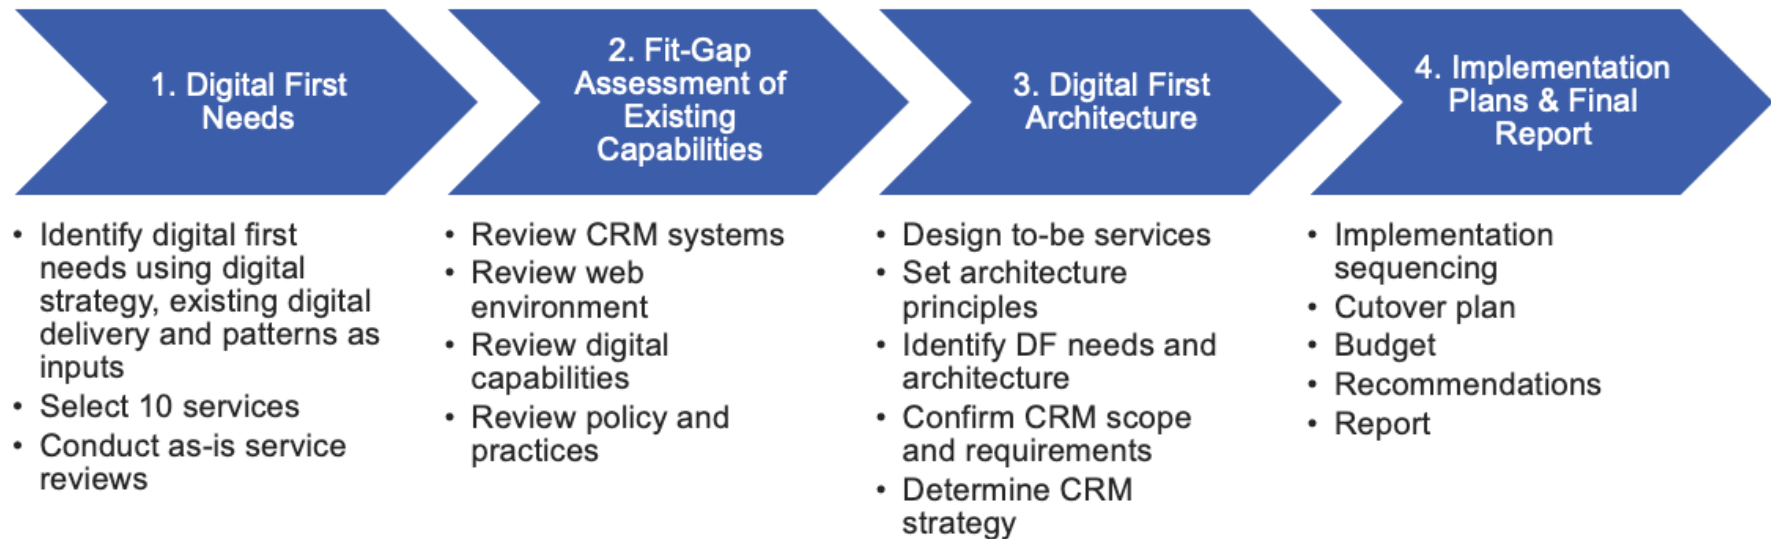 1. Digital First
Needs
2. Fit-Gap
Assessment of
Existing
Capabilities
3. Digital First
Architecture
4. Implementation
Plans & Final
Report
• Identify digital first
needs using digital
strategy, existing digital
delivery and patterns as
inputs
• Select 10 services
• Conduct as-is service
reviews
• Review CRM systems
• Review web
environment
• Review digital
capabilities
• Review policy and
practices
• Design to-be services
• Set architecture
principles
• Identify DF needs and
architecture
• Confirm CRM scope
and requirements
• Determine CRM
strategy
• Implementation
sequencing
• Cutover plan
• Budget
• Recommendations
• Report